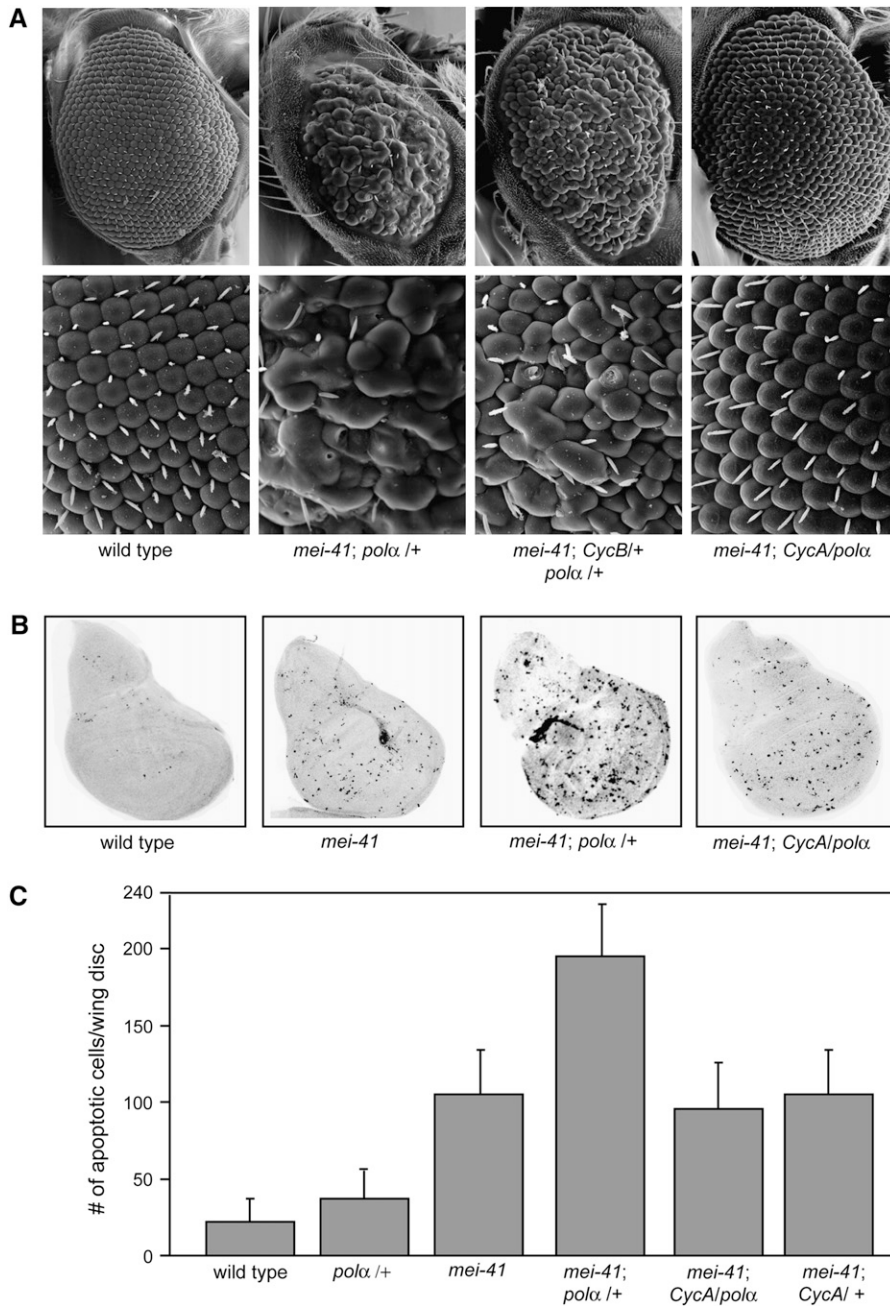 A
wild type
mei-41; polα /+
mei-41; CycB/+
polα /+
mei-41; CycA/polα
B
wild type
mei-41
mei-41; polα /+
mei-41; CycA/polα
C
# of apoptotic cells/wing disc
240
200
150
100
50
0
wild type
polα /+
mei-41
mei-41;
polα /+
mei-41;
CycA/polα
mei-41;
CycA/ +